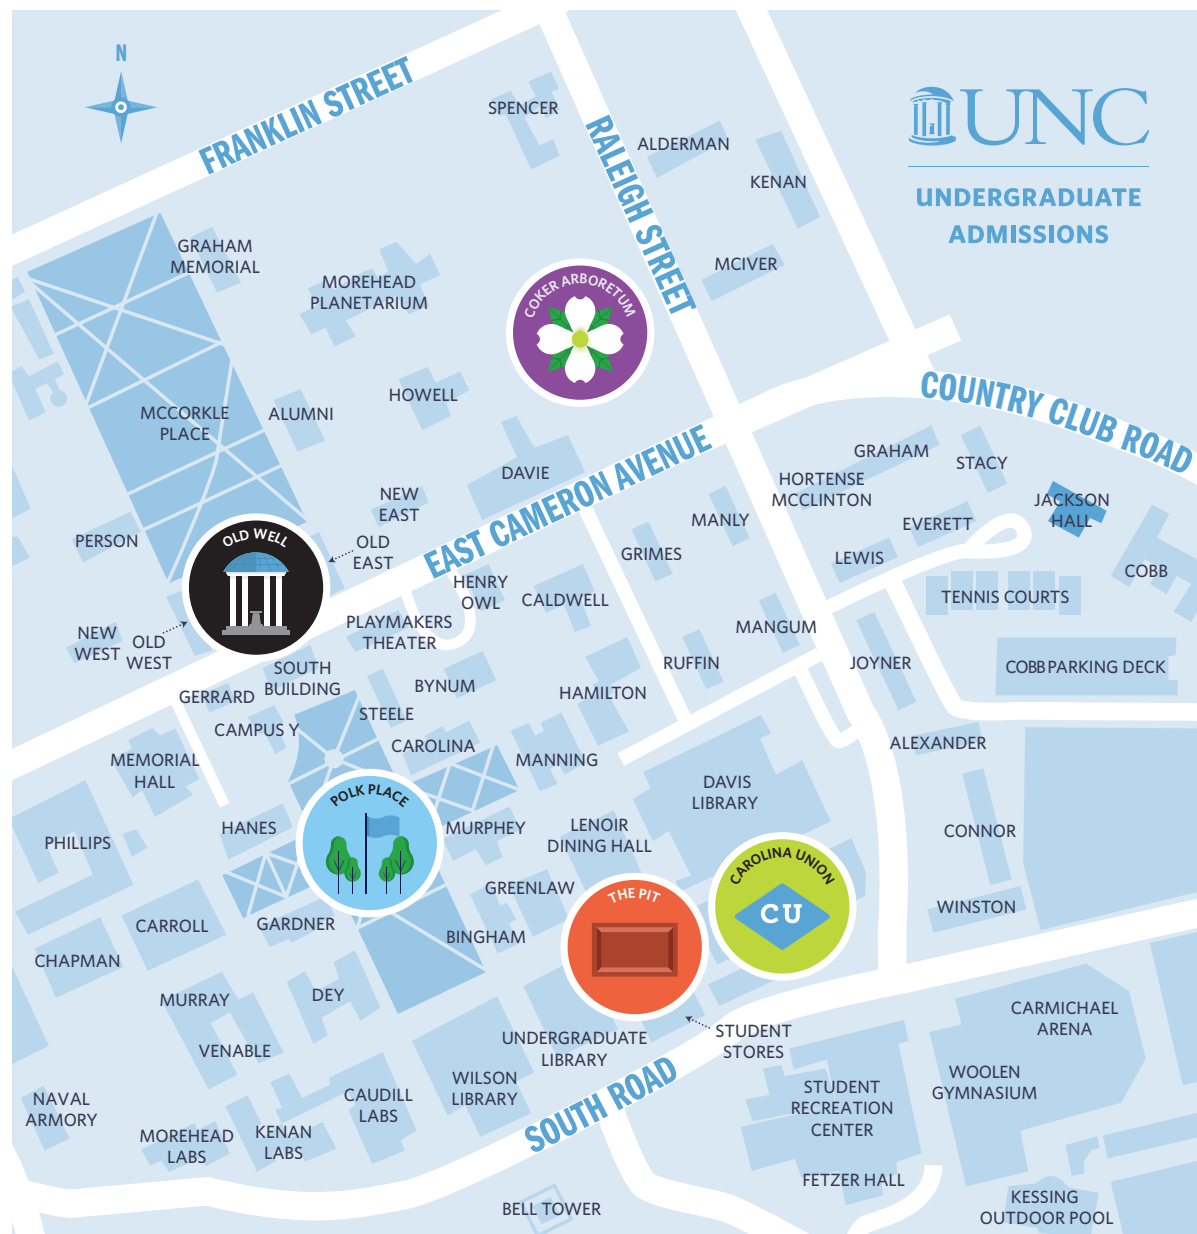 N
FRANKLIN STREET
SPENCER
RALEIGH STREET
ALDERMAN
KENAN
UNC
UNDERGRADUATE
ADMISSIONS
GRAHAM
MEMORIAL
MOREHEAD
PLANETARIUM
MCIVER
COKER ARBORETUM
MCCORKLE
PLACE
ALUMNI
HOWELL
COUNTRY CLUB ROAD
DAVIE
EAST CAMERON AVENUE
GRAHAM
STACY
HORTENSE
MCCLINTON
JACKSON
HALL
NEW
EAST
MANLY
EVERETT
PERSON
OLD WELL
OLD
EAST
GRIMES
LEWIS
COBB
HENRY
OWL
CALDWELL
TENNIS COURTS
PLAYMAKERS
THEATER
MANGUM
NEW
WEST
OLD
WEST
RUFFIN
JOYNER
COBB PARKING DECK
SOUTH
BUILDING
GERRARD
BYNUM
HAMILTON
STEELE
CAMPUS Y
CAROLINA
MANNING
ALEXANDER
MEMORIAL
HALL
DAVIS
LIBRARY
POLK PLACE
HANES
MURPHEY
LENOIR
DINING HALL
CONNOR
PHILLIPS
CAROLINA UNION
CU
GREENLAW
THE PIT
WINSTON
CARROLL
GARDNER
BINGHAM
CHAPMAN
MURRAY
DEY
CARMICHAEL
ARENA
UNDERGRADUATE
LIBRARY
STUDENT
STORES
VENABLE
WILSON
LIBRARY
SOUTH ROAD
STUDENT
RECREATION
CENTER
WOOLEN
GYMNASIUM
NAVAL
ARMORY
CAUDILL
LABS
MOREHEAD
LABS
KENAN
LABS
FETZER HALL
BELL TOWER
KESSING
OUTDOOR POOL